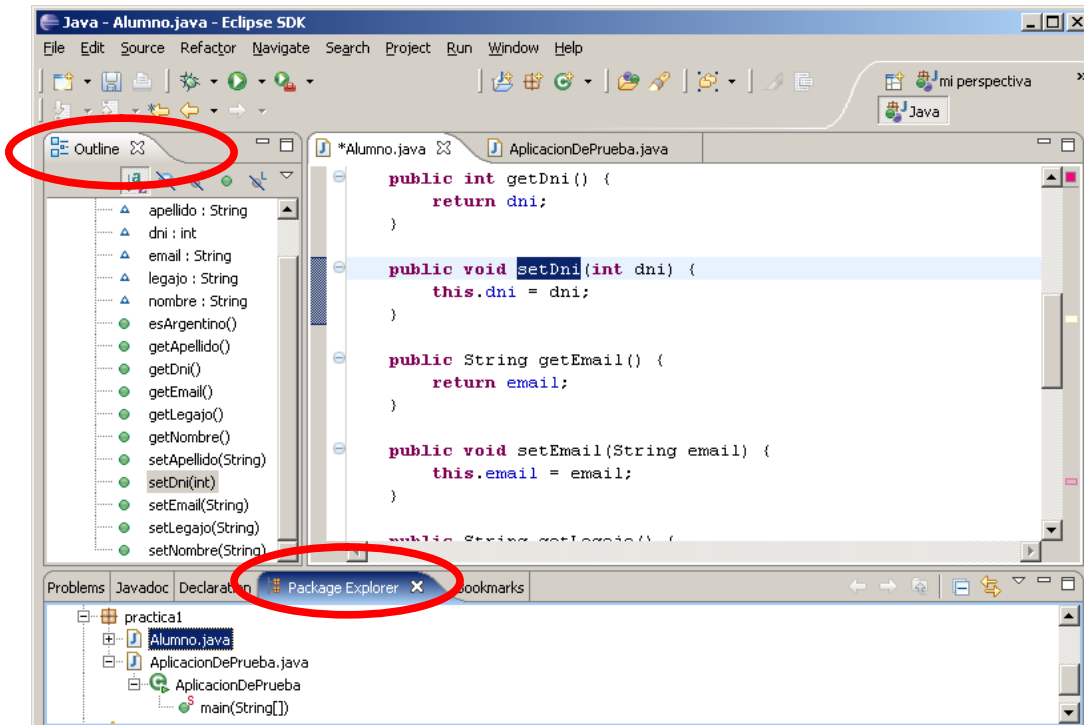 Java - Alumno.java - Eclipse SDK
File Edit Source Refactor Navigate Search Project Run Window Help
mi perspectiva
Java
Outline
apellido : String
dni : int
email : String
legajo : String
nombre : String
esArgentino()
getApellido()
getDni()
getEmail()
getLegajo()
getNombre()
setApellido(String)
setDni(int)
setEmail(String)
setLegajo(String)
setNombre(String)
*Alumno.java AplicacionDePrueba.java
public int getDni() {
return dni;
}
public void setDni(int dni) {
this.dni = dni;
}
public String getEmail() {
return email;
}
public void setEmail(String email) {
this.email = email;
}
public String getLegajo() {
Problems Javadoc Declaration Package Explorer Bookmarks
practica1
Alumno.java
AplicacionDePrueba.java
AplicacionDePrueba
main(String[])